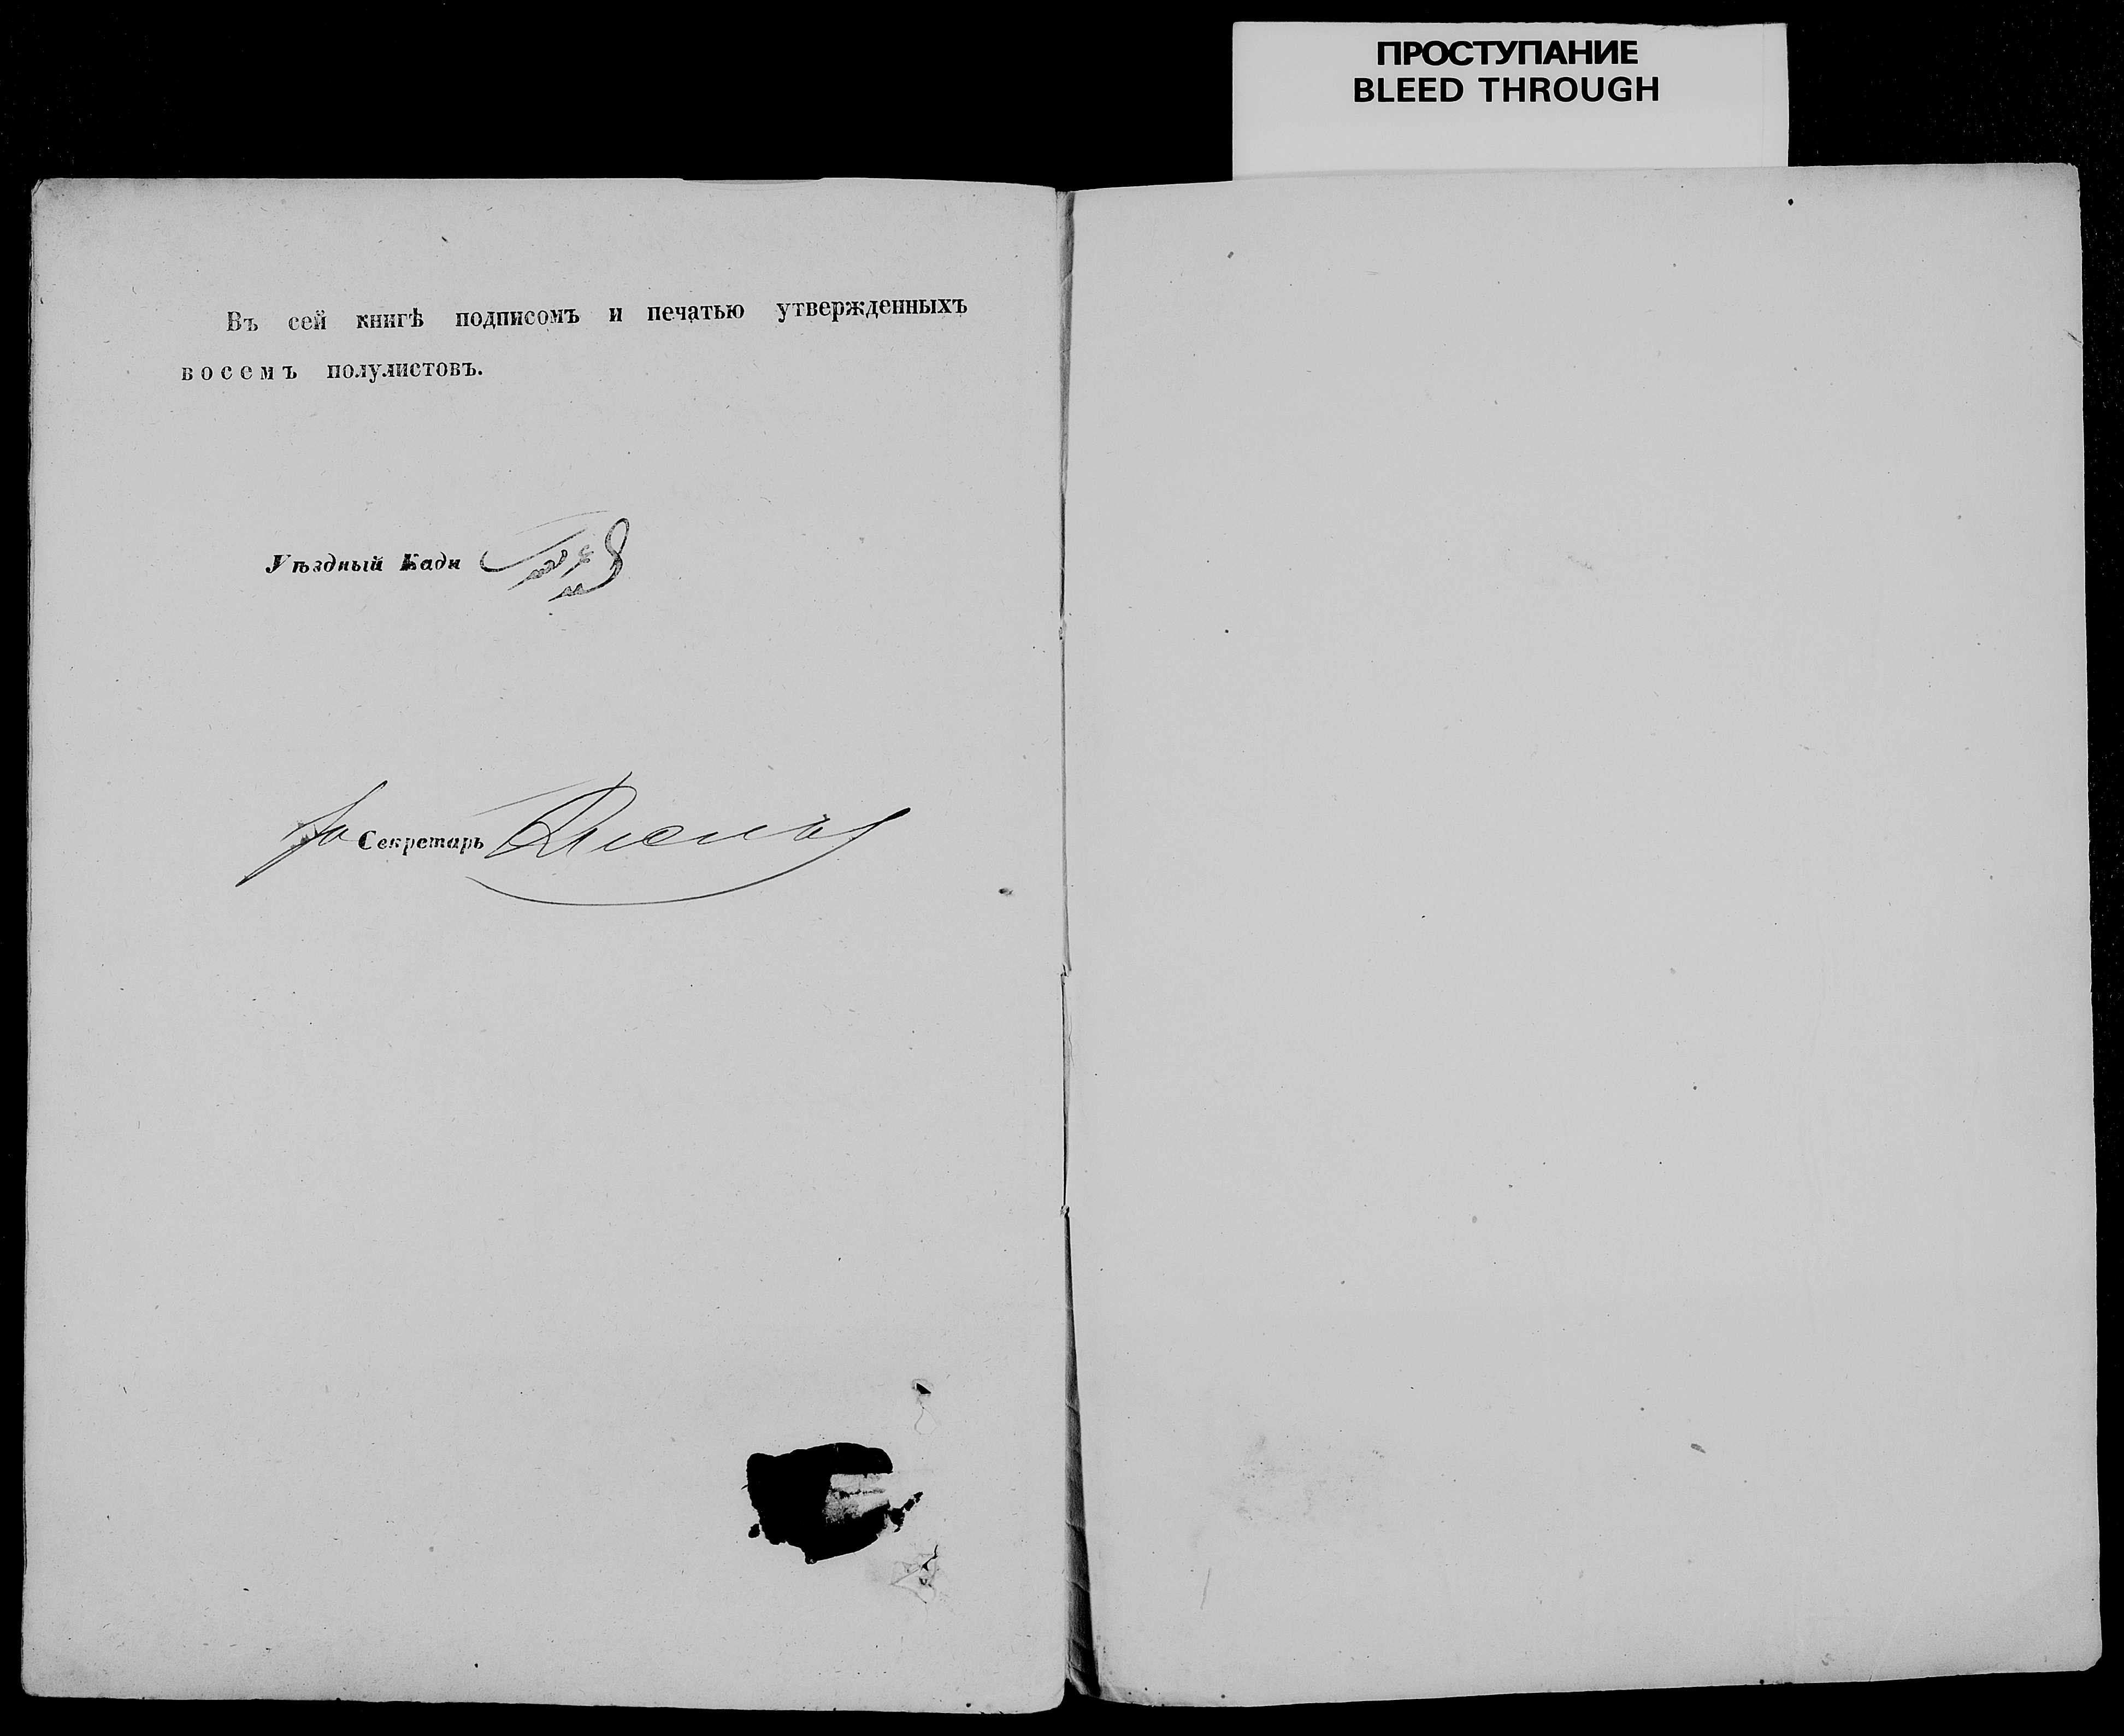 ПРОСТУПАНИЕ
BLEED THROUGH
Въ сей книгѣ подписомъ и печатью утвержденныхъ
восемъ полулистовъ.
Уѣздный Кади
Секретарь